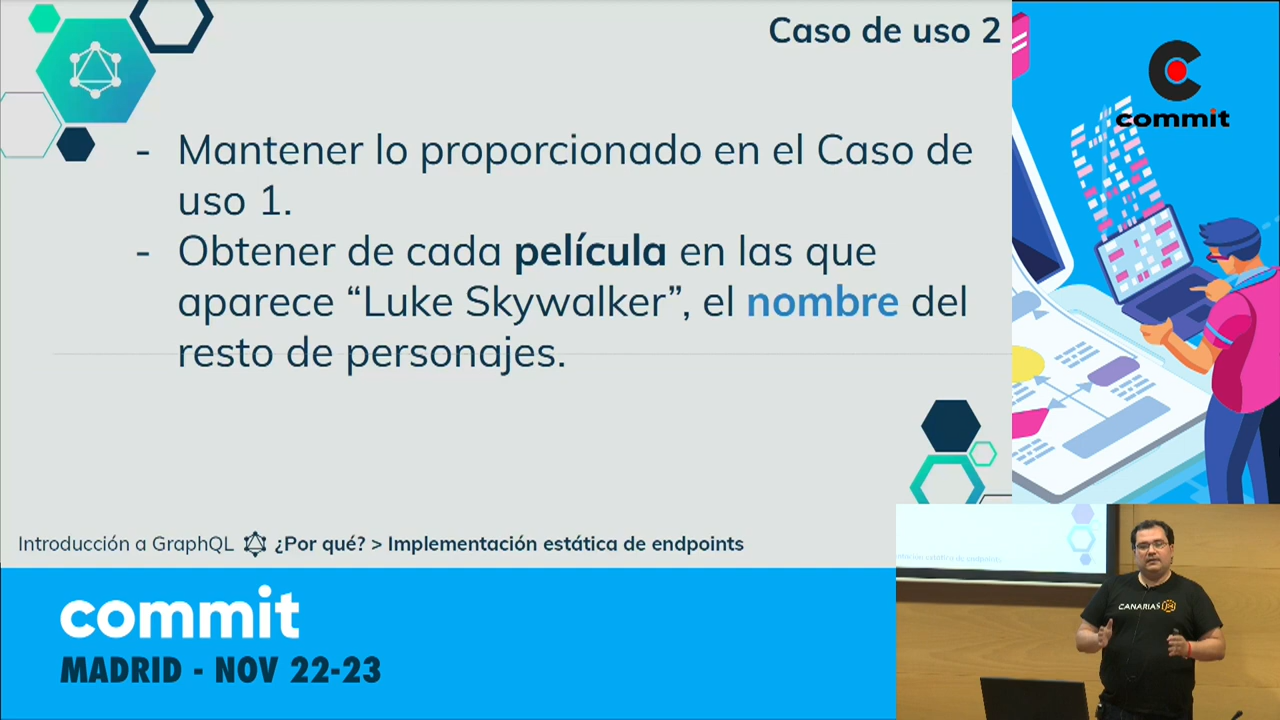 Caso de uso 2
- Mantener lo proporcionado en el Caso de
uso 1.
- Obtener de cada película en las que
aparece “Luke Skywalker”, el nombre del
resto de personajes.
Introducción a GraphQL ¿Por qué? > Implementación estática de endpoints
commit
MADRID - NOV 22-23
commit
CANARIAS JS